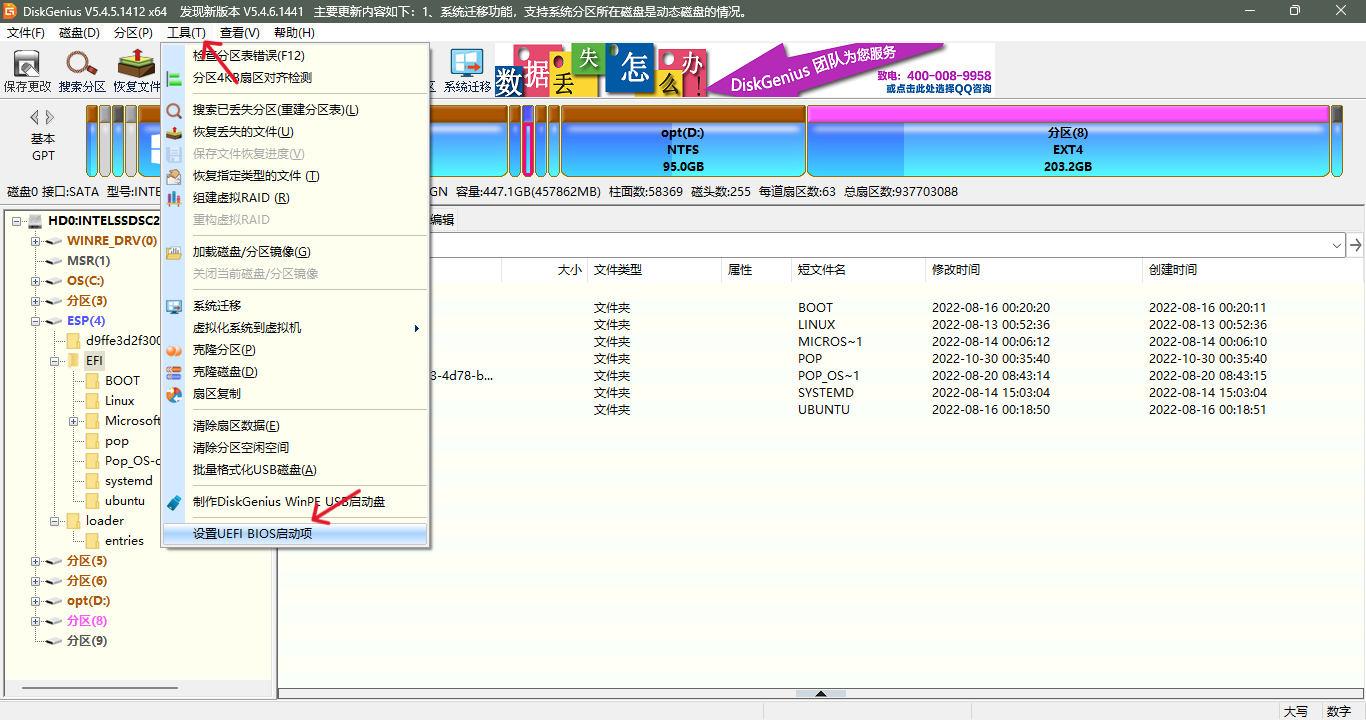 DiskGenius V5.4.5.1412 x64 发现新版本 V5.4.6.1441 主要更新内容如下：1、系统迁移功能，支持系统分区所在磁盘是动态磁盘的情况。
文件(F) 磁盘(D) 分区(P) 工具(T) 查看(V) 帮助(H)
保存更改 搜索分区 恢复文件 区 系统迁移
数据丢失怎么办!
DiskGenius 团队为您服务
致电: 400-008-9958
或点击此处选择QQ咨询
检查分区表错误(F12)
分区4KB扇区对齐检测
搜索已丢失分区(重建分区表)(L)
恢复丢失的文件(U)
保存文件恢复进度(V)
恢复指定类型的文件 (T)
组建虚拟RAID (R)
重构虚拟RAID
加载磁盘/分区镜像(G)
关闭当前磁盘/分区镜像
系统迁移
虚拟化系统到虚拟机
克隆分区(P)
克隆磁盘(D)
扇区复制
清除扇区数据(E)
清除分区空闲空间
批量格式化USB磁盘(A)
制作DiskGenius WinPE USB启动盘
设置UEFI BIOS启动项
基本
GPT
opt(D:)
NTFS
95.0GB
分区(8)
EXT4
203.2GB
磁盘0 接口:SATA 型号:INTE
GN 容量:447.1GB(457862MB) 柱面数:58369 磁头数:255 每道扇区数:63 总扇区数:937703088
HD0:INTELSSDSC2
WINRE_DRV(0)
MSR(1)
OS(C:)
分区(3)
ESP(4)
d9ffe3d2f300
EFI
BOOT
Linux
Microsoft
pop
Pop_OS-
systemd
ubuntu
loader
entries
分区(5)
分区(6)
opt(D:)
分区(8)
分区(9)
编辑
大小 文件类型 属性 短文件名 修改时间 创建时间
文件夹 BOOT 2022-08-16 00:20:20 2022-08-16 00:20:11
文件夹 LINUX 2022-08-13 00:52:36 2022-08-13 00:52:36
文件夹 MICROS~1 2022-08-14 00:06:12 2022-08-14 00:06:10
文件夹 POP 2022-10-30 00:35:40 2022-10-30 00:35:40
3-4d78-b... 文件夹 POP_OS~1 2022-08-20 08:43:14 2022-08-20 08:43:15
文件夹 SYSTEMD 2022-08-14 15:03:04 2022-08-14 15:03:04
文件夹 UBUNTU 2022-08-16 00:18:50 2022-08-16 00:18:51
大写 数字